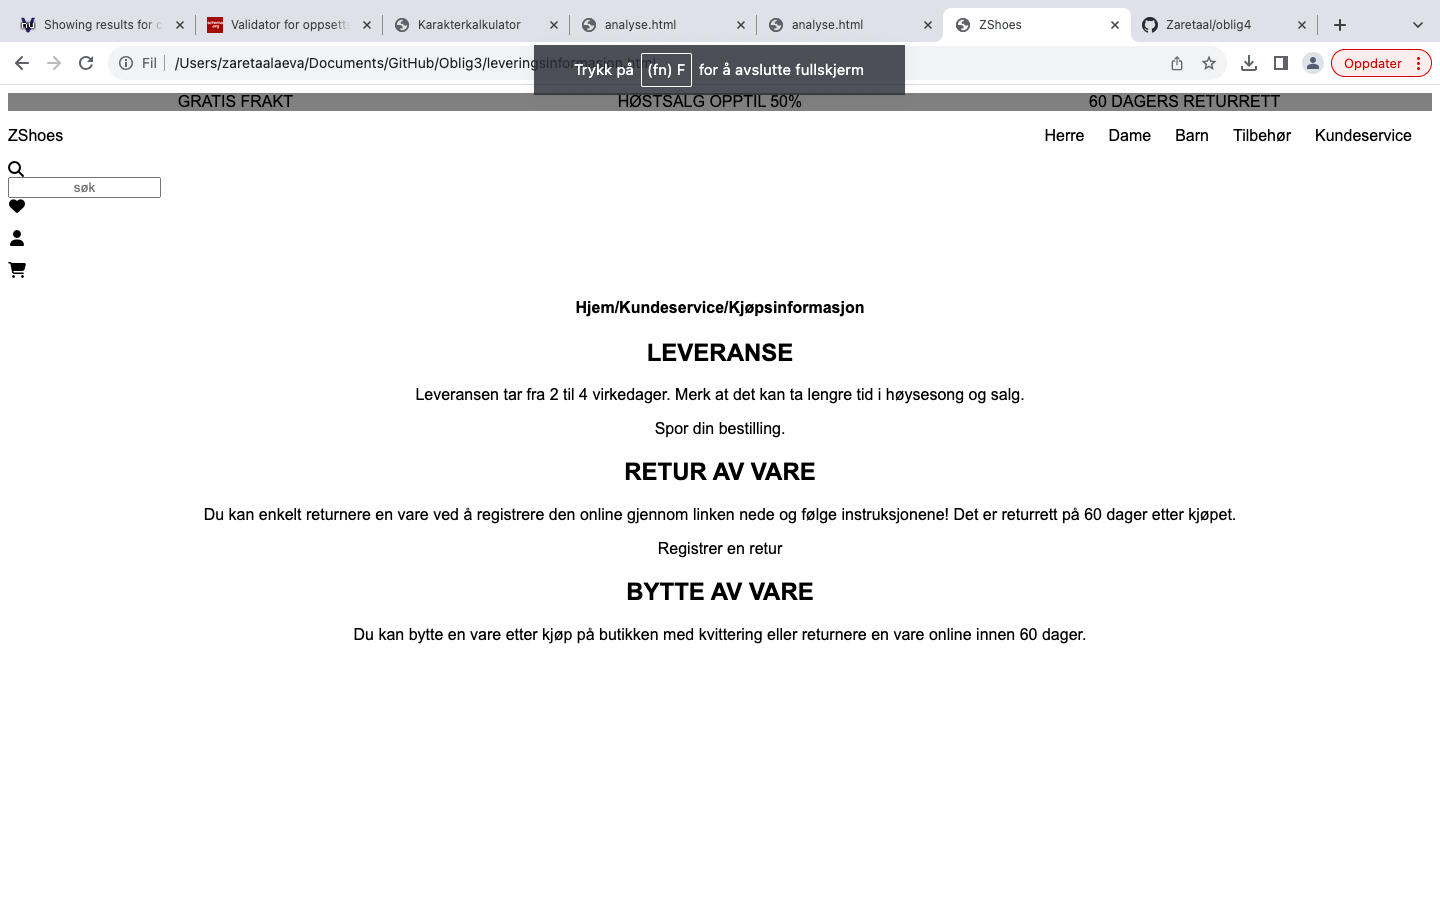 Showing results for c
Validator for oppsetts
Karakterkalkulator
analyse.html
analyse.html
ZShoes
Zaretaal/oblig4
Fil
/Users/zaretaalaeva/Documents/GitHub/Oblig3/leveringsinformasjon.html
Oppdater
Trykk på (fn) F for å avslutte fullskjerm
GRATIS FRAKT
HØSTSALG OPPTIL 50%
60 DAGERS RETURRETT
ZShoes
Herre
Dame
Barn
Tilbehør
Kundeservice
søk
Hjem/Kundeservice/Kjøpsinformasjon
LEVERANSE
Leveransen tar fra 2 til 4 virkedager. Merk at det kan ta lengre tid i høysesong og salg.
Spor din bestilling.
RETUR AV VARE
Du kan enkelt returnere en vare ved å registrere den online gjennom linken nede og følge instruksjonene! Det er returrett på 60 dager etter kjøpet.
Registrer en retur
BYTTE AV VARE
Du kan bytte en vare etter kjøp på butikken med kvittering eller returnere en vare online innen 60 dager.